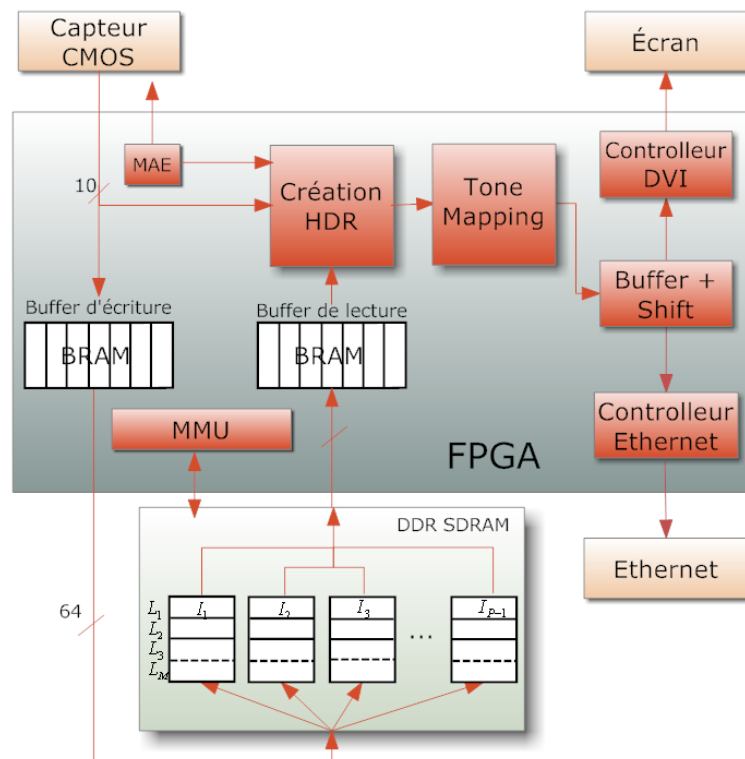 Capteur
CMOS
Écran
MAE
10
Création
HDR
Tone
Mapping
Controlleur
DVI
Buffer +
Shift
Buffer d'écriture
BRAM
Buffer de lecture
BRAM
MMU
Controlleur
Ethernet
FPGA
DDR SDRAM
Ethernet
64
L1
L2
L3
LM
I1
I2
I3
...
IP-1